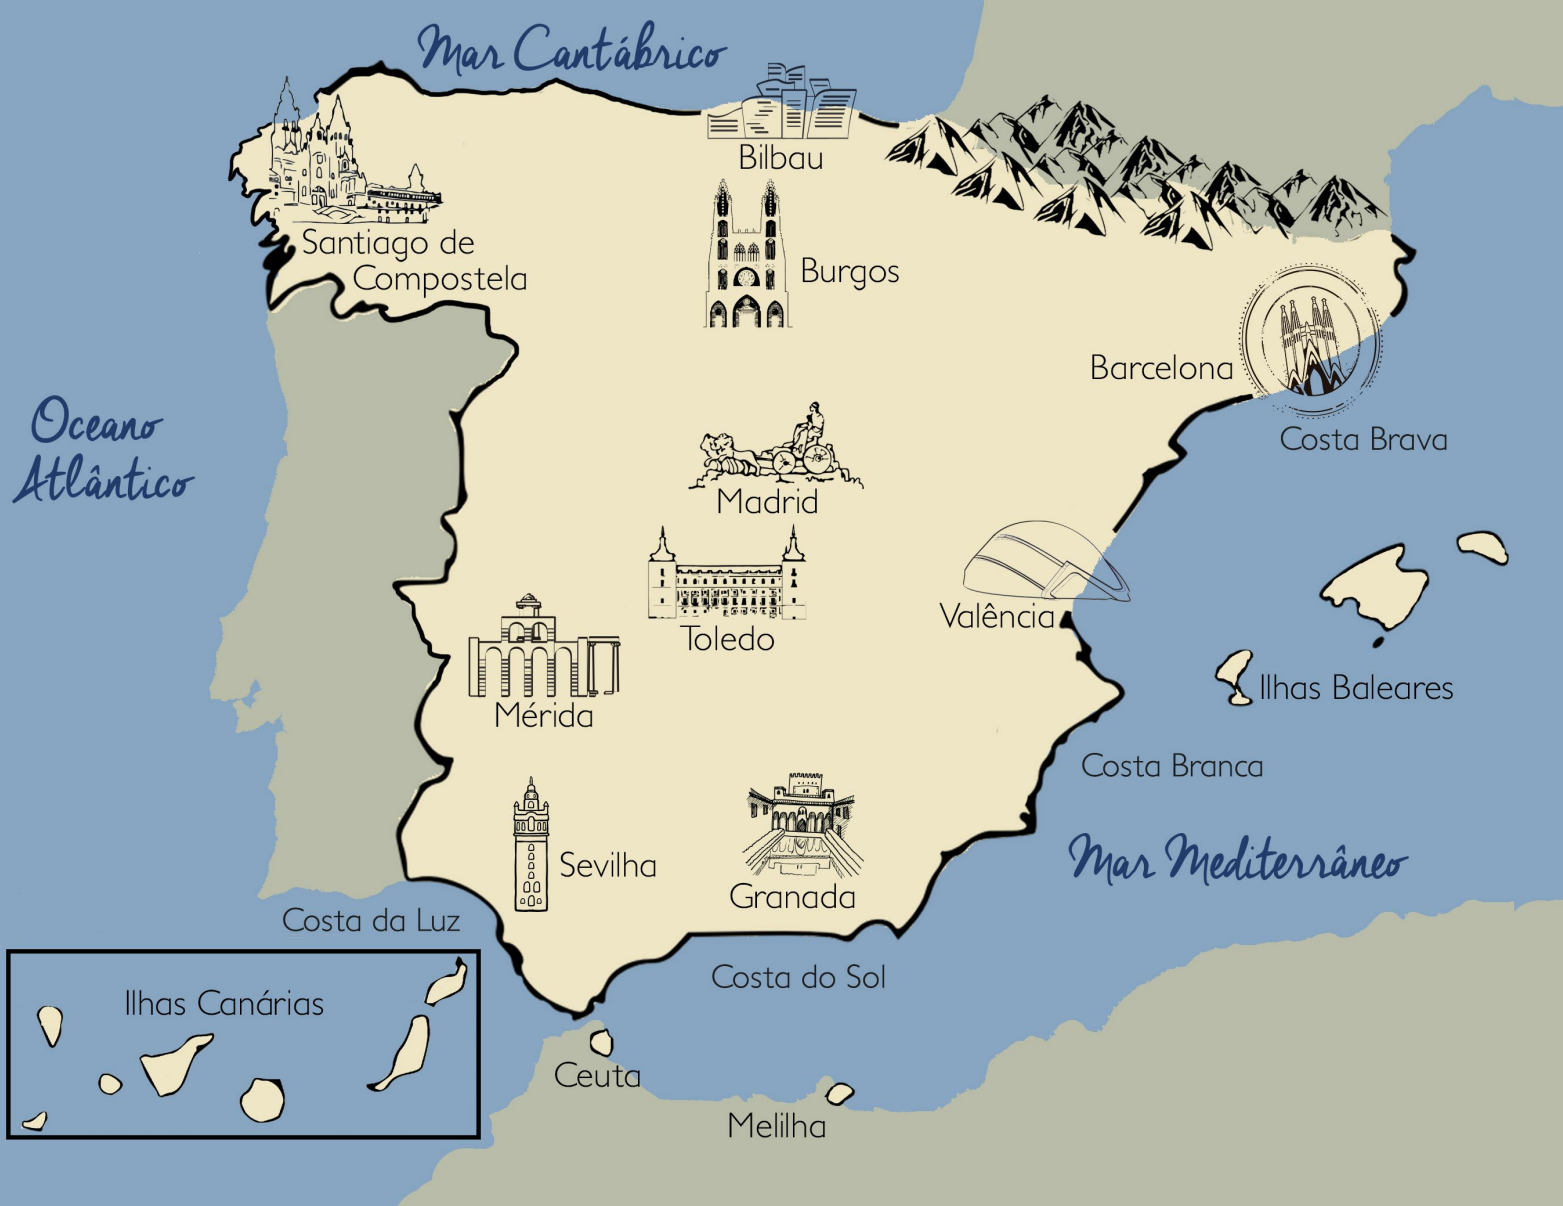 Mar Cantábrico
Bilbau
Santiago de
Compostela
Burgos
Barcelona
Oceano
Atlântico
Costa Brava
Madrid
Valência
Toledo
Ilhas Baleares
Mérida
Costa Branca
Mar Mediterrâneo
Sevilha
Granada
Costa da Luz
Costa do Sol
Ilhas Canárias
Ceuta
Melilha